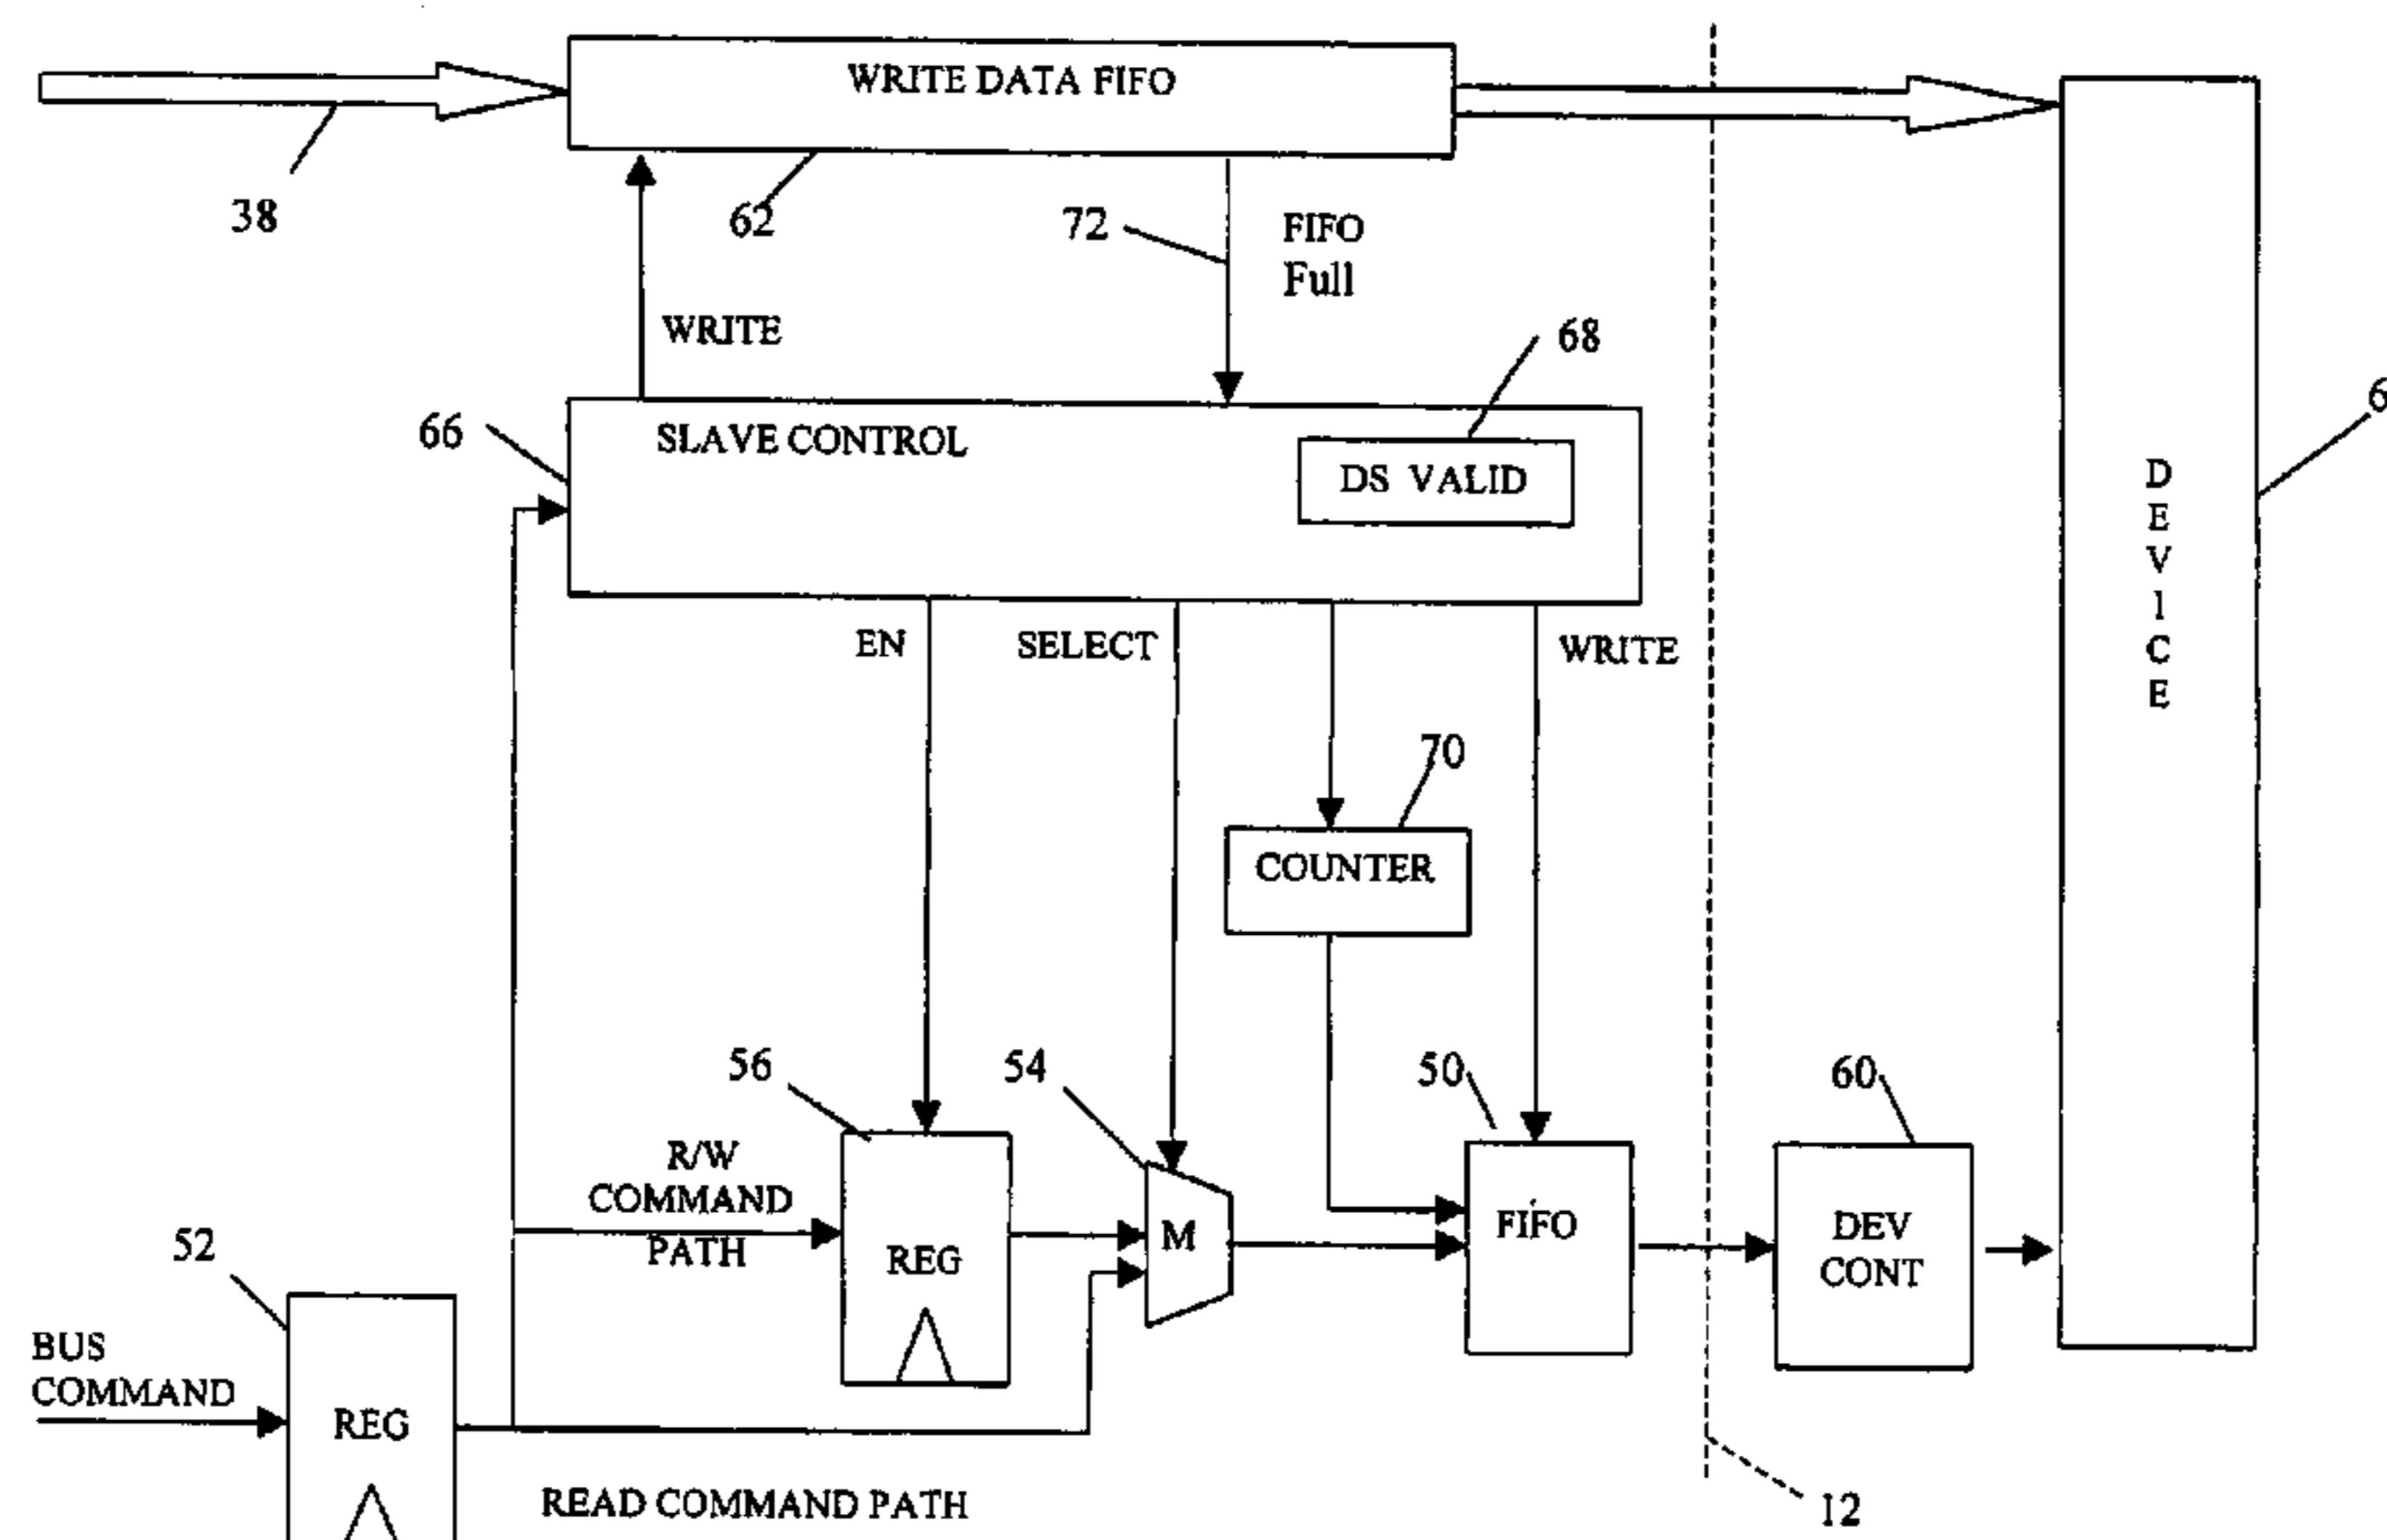 WRITE DATA FIFO
38
62
72
FIFO
Full
WRITE
68
66
SLAVE CONTROL
DS VALID
6
DEVICE
EN
SELECT
WRITE
70
COUNTER
56
54
50
60
R/W
COMMAND
PATH
REG
M
FIFO
DEV
CONT
52
BUS
COMMAND
REG
READ COMMAND PATH
12